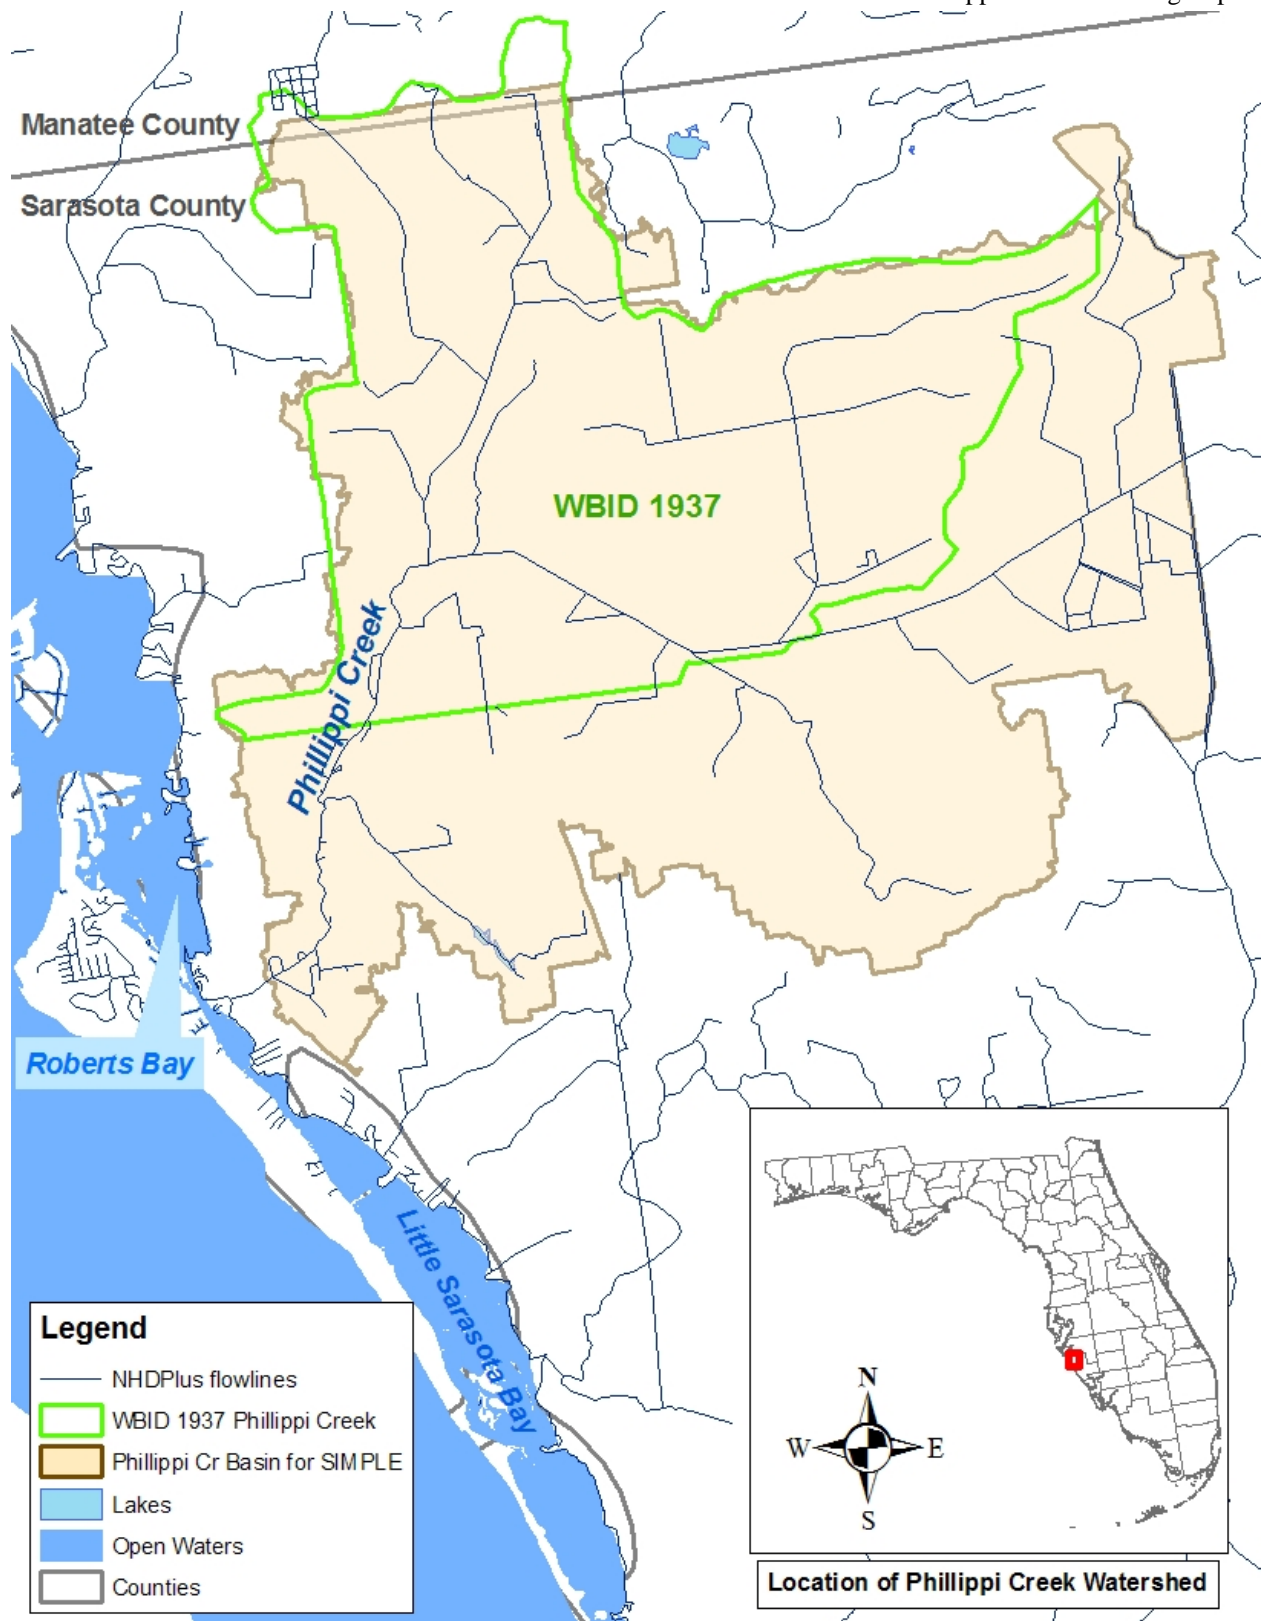 Manatee County
Sarasota County
WBID 1937
Phillippi Creek
Roberts Bay
Little Sarasota Bay
Legend
NHDPlus flowlines
WBID 1937 Phillippi Creek
Phillippi Cr Basin for SIMPLE
Lakes
Open Waters
Counties
N
W E
S
Location of Phillippi Creek Watershed